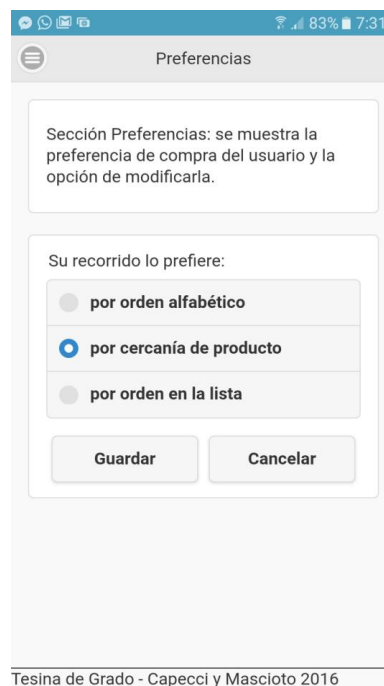 83% 7:31
Preferencias
Sección Preferencias: se muestra la
preferencia de compra del usuario y la
opción de modificarla.
Su recorrido lo prefiere:
por orden alfabético
por cercanía de producto
por orden en la lista
Guardar Cancelar
Tesina de Grado - Capecci y Mascioto 2016